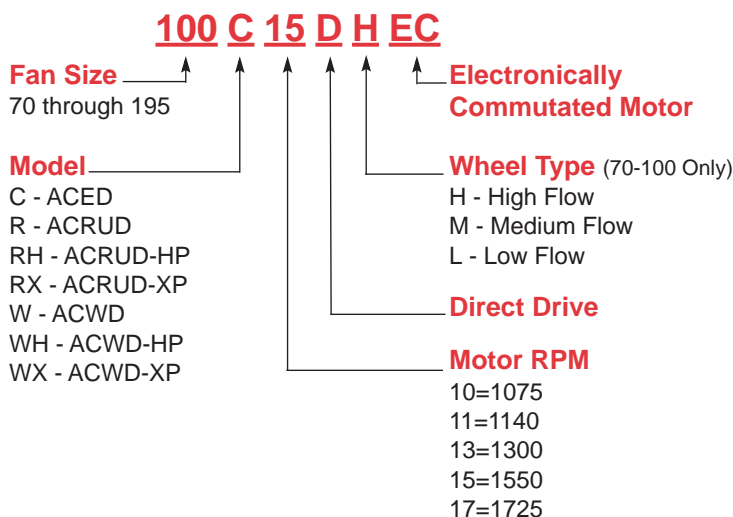 100 C 15 D H EC
Fan Size
70 through 195
Model
C - ACED
R - ACRUD
RH - ACRUD-HP
RX - ACRUD-XP
W - ACWD
WH - ACWD-HP
WX - ACWD-XP
Electronically
Commutated Motor
Wheel Type (70-100 Only)
H - High Flow
M - Medium Flow
L - Low Flow
Direct Drive
Motor RPM
10=1075
11=1140
13=1300
15=1550
17=1725